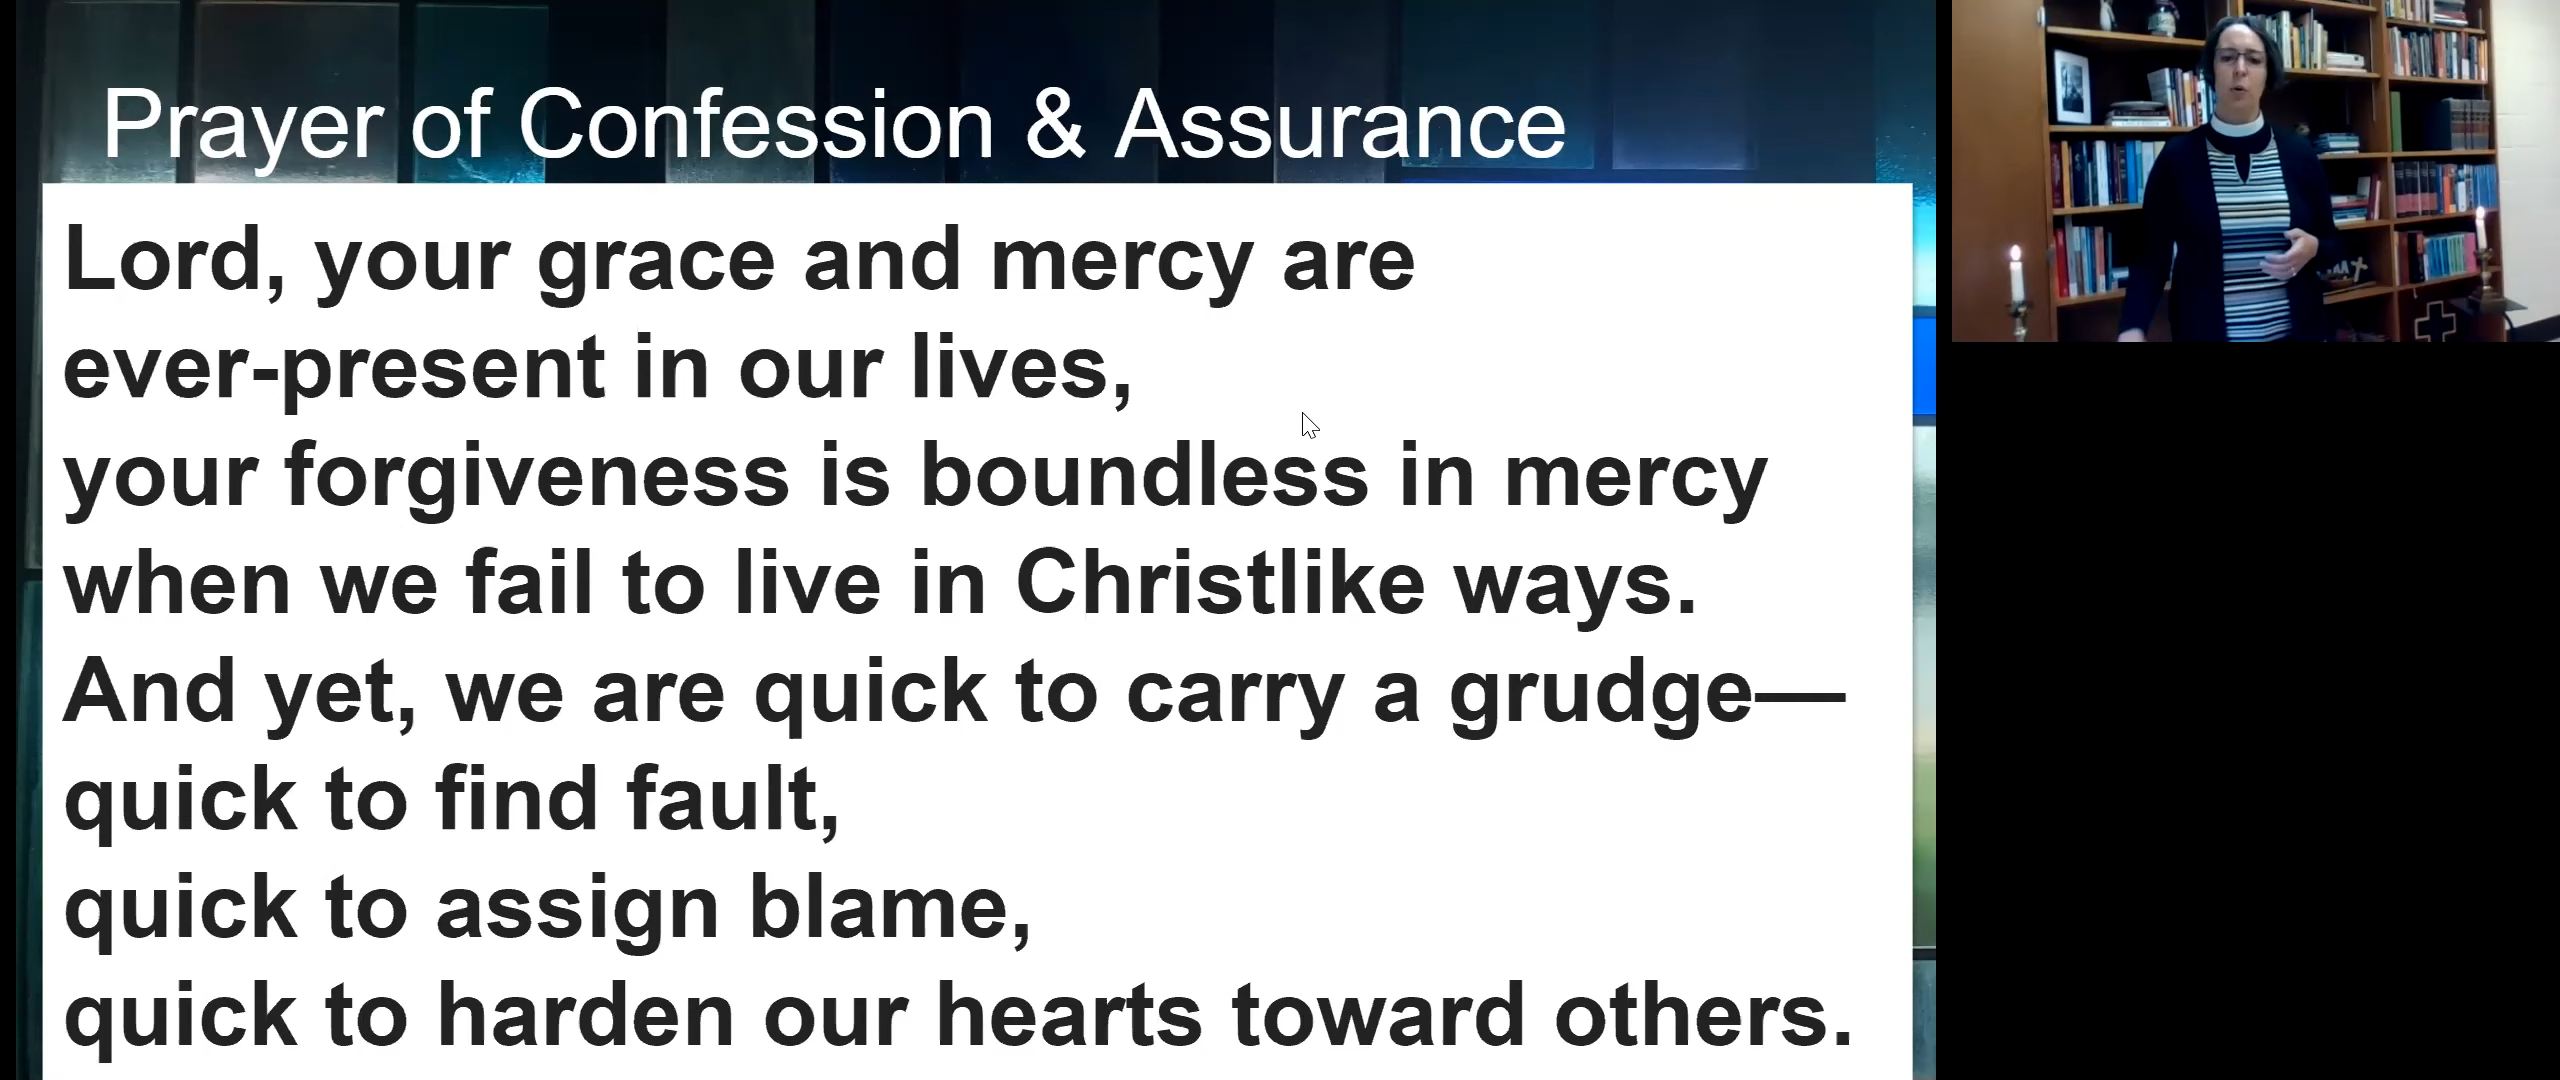 Prayer of Confession & Assurance
Lord, your grace and mercy are
ever-present in our lives,
your forgiveness is boundless in mercy
when we fail to live in Christlike ways.
And yet, we are quick to carry a grudge—
quick to find fault,
quick to assign blame,
quick to harden our hearts toward others.